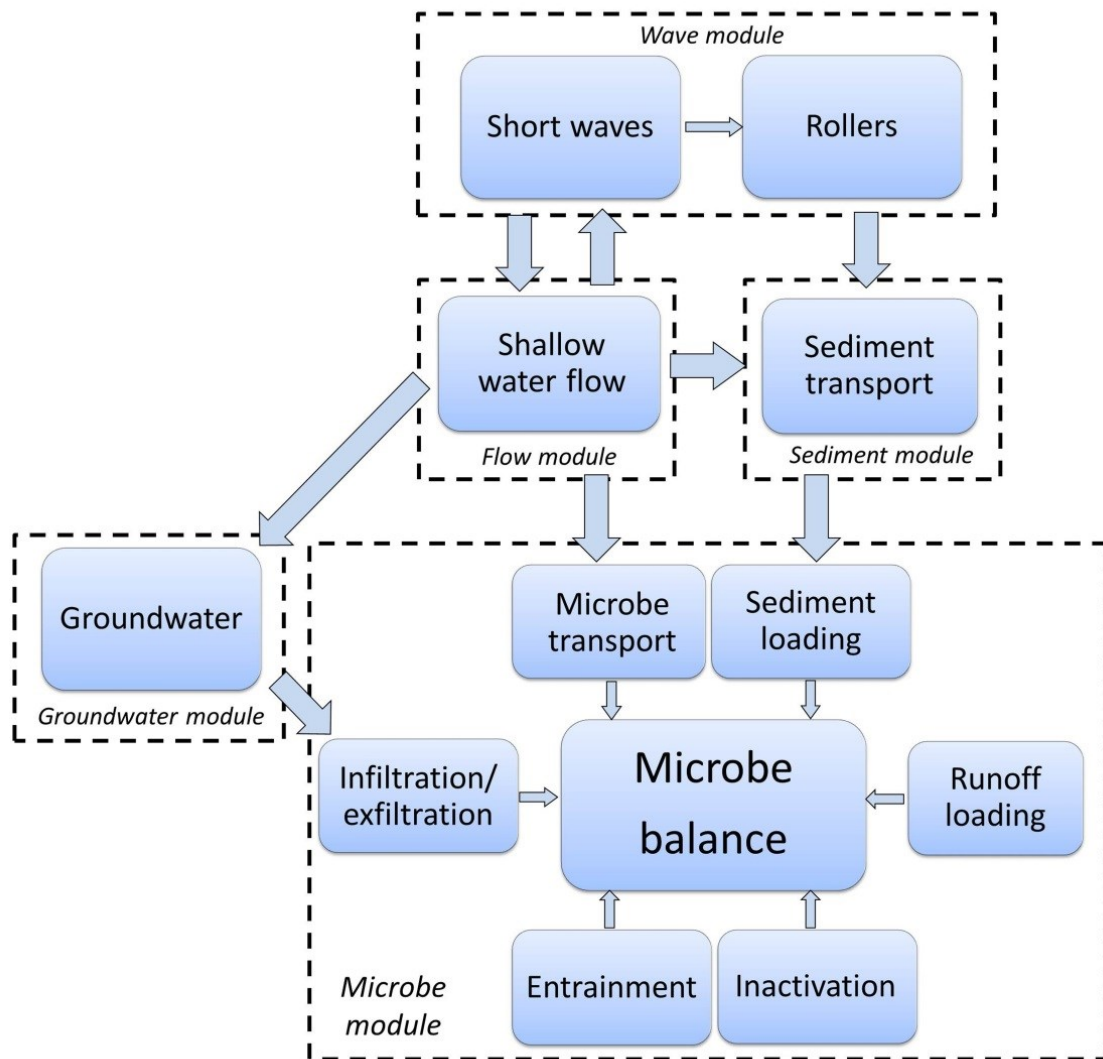 Wave module
Short waves
Rollers
Shallow
water flow
Flow module
Sediment
transport
Sediment module
Groundwater
Groundwater module
Microbe
transport
Sediment
loading
Infiltration/
exfiltration
Microbe
balance
Runoff
loading
Entrainment
Inactivation
Microbe
module